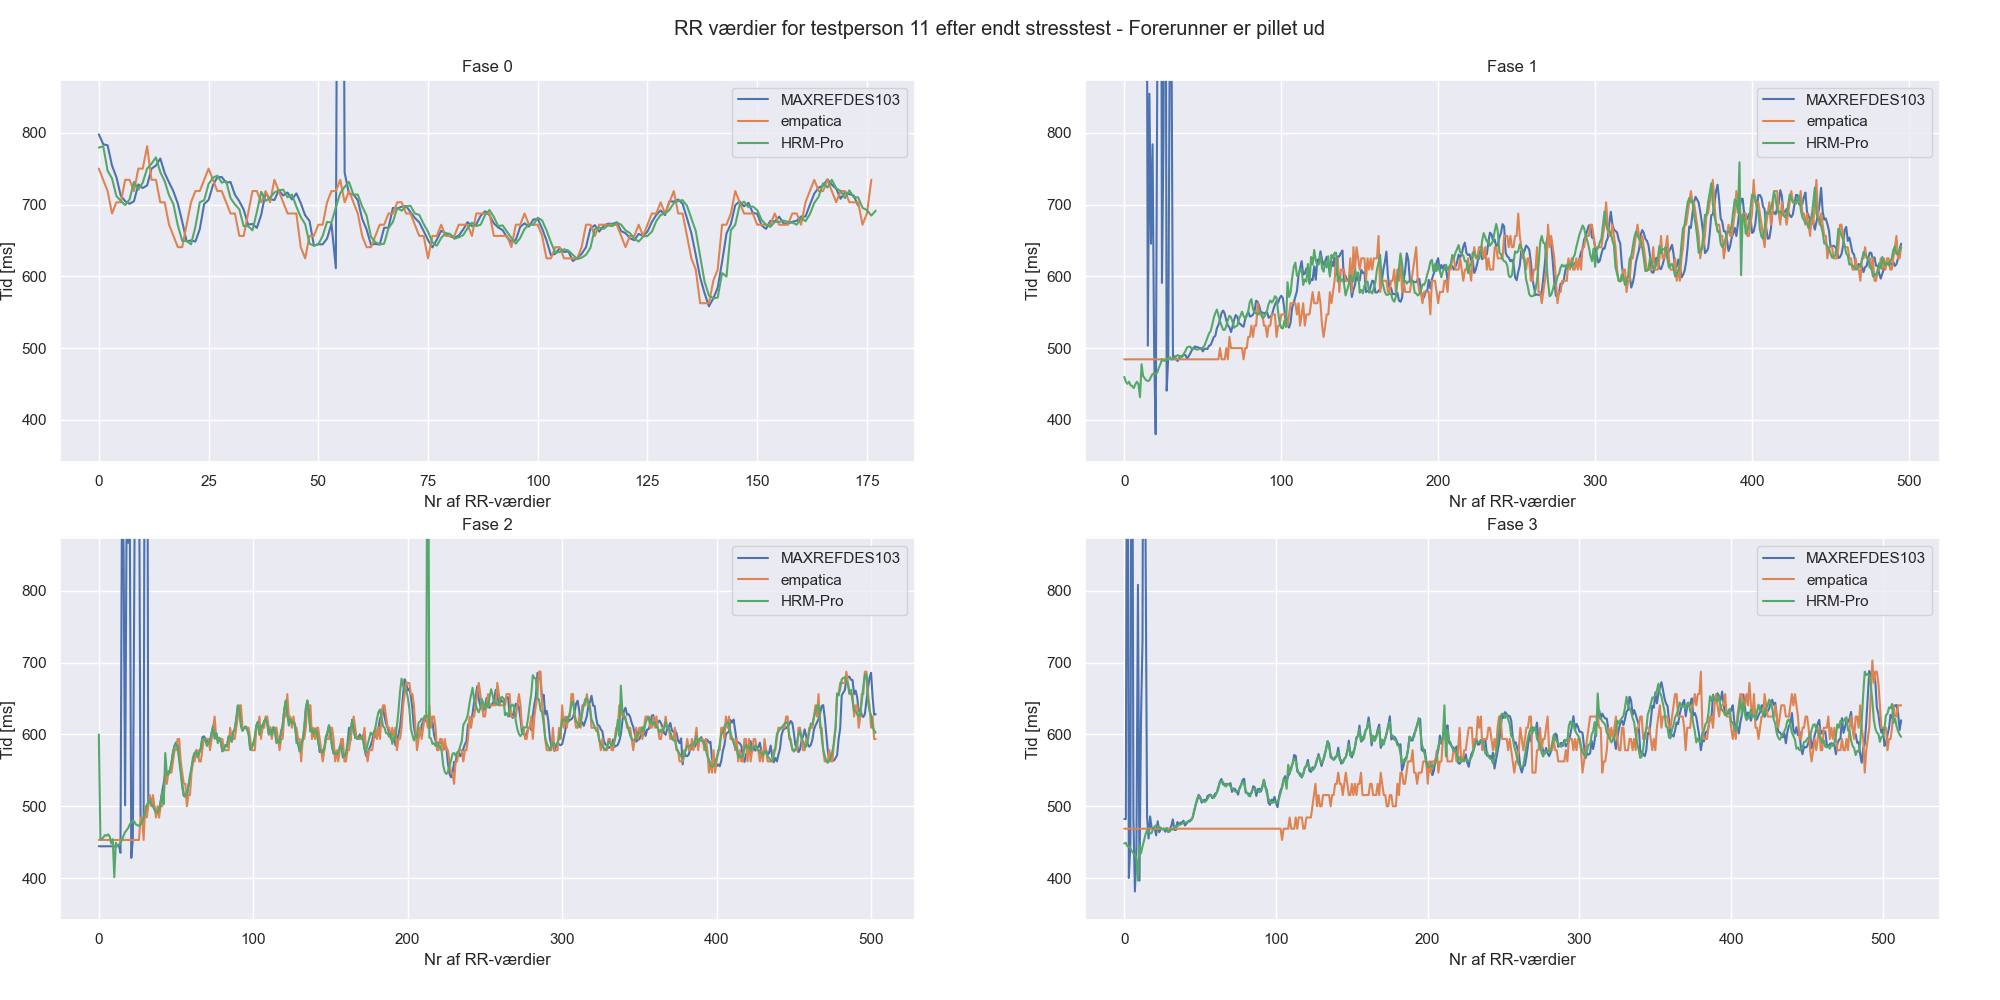 RR værdier for testperson 11 efter endt stresstest - Forerunner er pillet ud
Fase 0
800
700
600
500
400
Tid [ms]
0 25 50 75 100 125 150 175
Nr af RR-værdier
MAXREFDES103
empatica
HRM-Pro
Fase 1
800
700
600
500
400
Tid [ms]
0 100 200 300 400 500
Nr af RR-værdier
MAXREFDES103
empatica
HRM-Pro
Fase 2
800
700
600
500
400
Tid [ms]
0 100 200 300 400 500
Nr af RR-værdier
MAXREFDES103
empatica
HRM-Pro
Fase 3
800
700
600
500
400
Tid [ms]
0 100 200 300 400 500
Nr af RR-værdier
MAXREFDES103
empatica
HRM-Pro